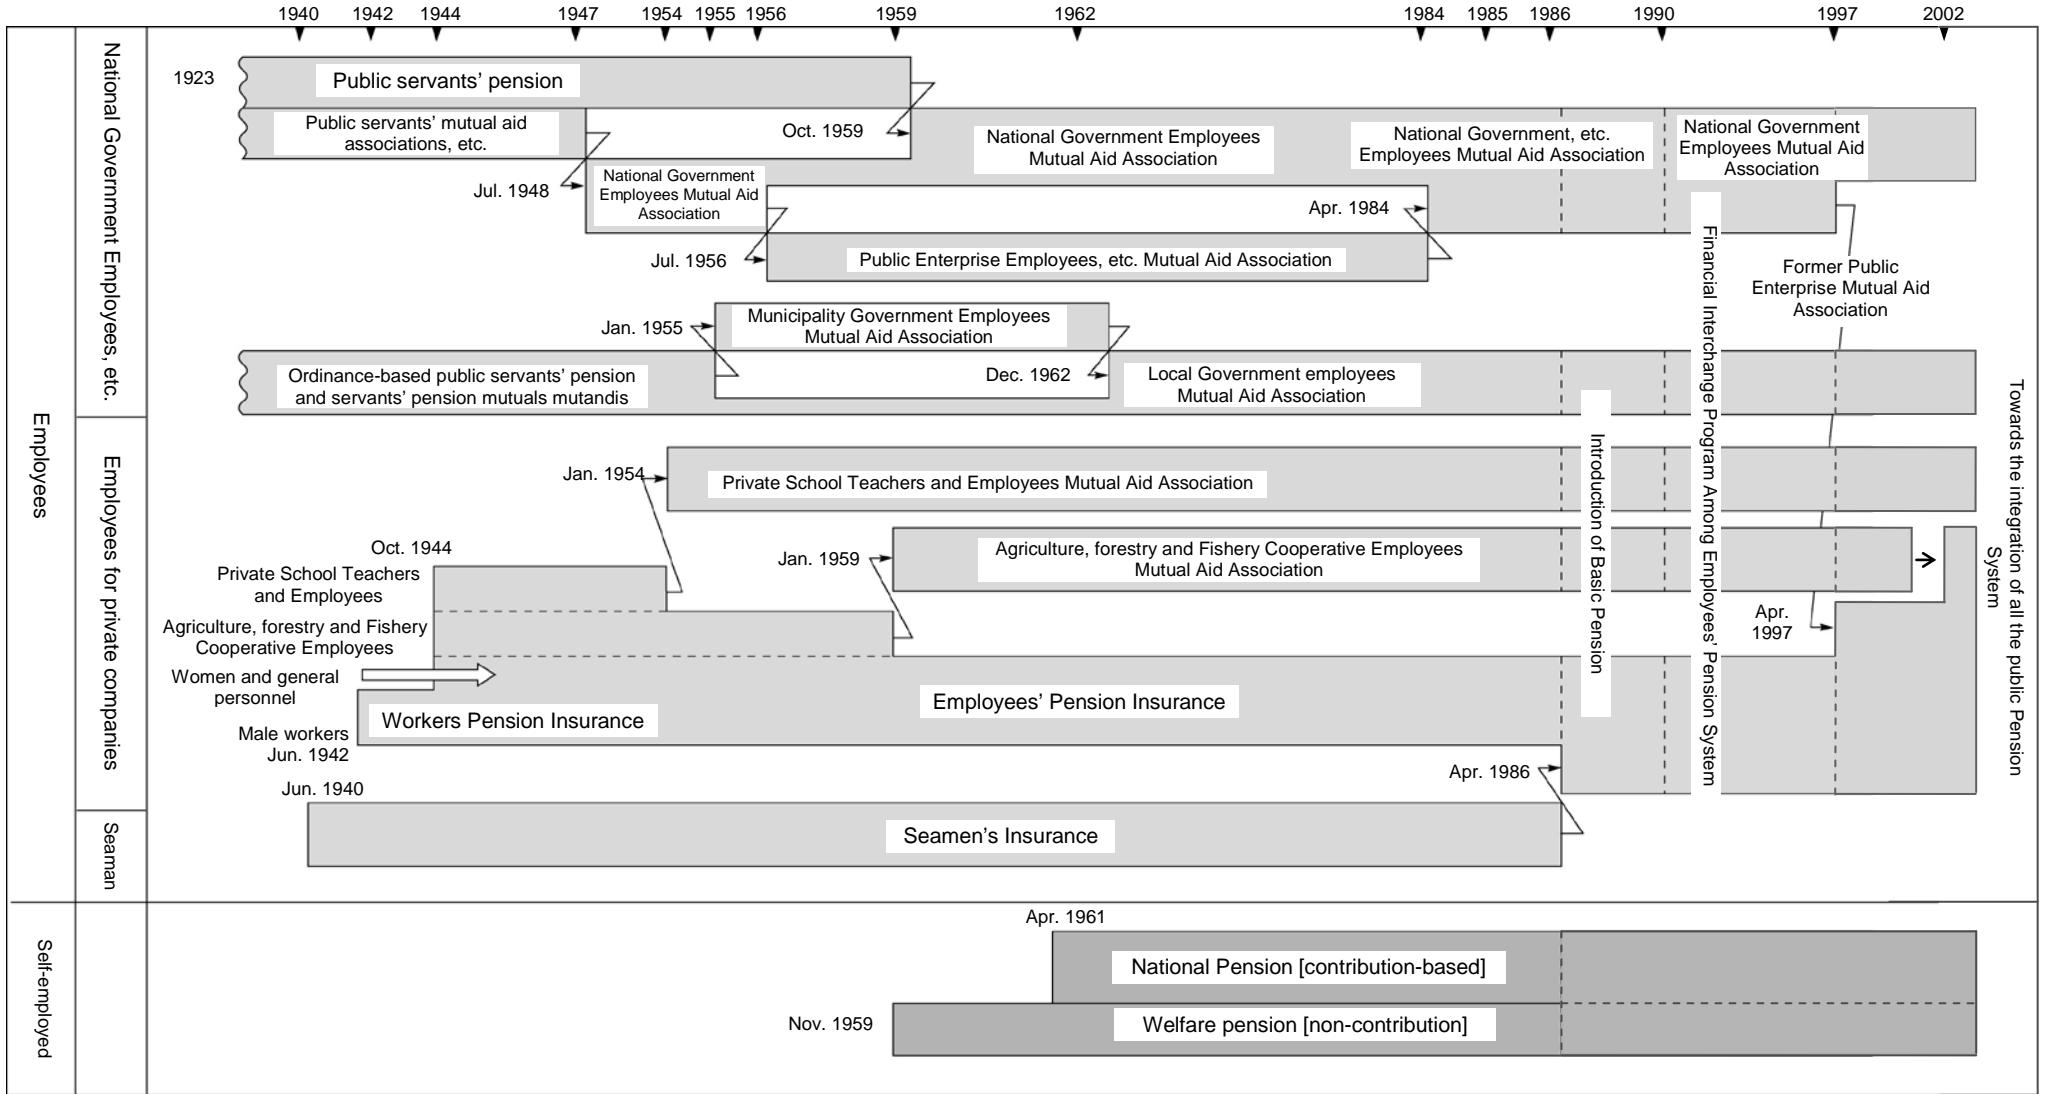 1940 1942 1944 1947 1954 1955 1956 1959 1962 1984 1985 1986 1990 1997 2002
Employees
National Government Employees, etc.
1923
Public servants’ pension
Public servants’ mutual aid
associations, etc.
Oct. 1959
National Government Employees
Mutual Aid Association
National Government, etc.
Employees Mutual Aid Association
National Government
Employees Mutual Aid
Association
Jul. 1948
National Government
Employees Mutual Aid
Association
Apr. 1984
Jul. 1956
Public Enterprise Employees, etc. Mutual Aid Association
Former Public
Enterprise Mutual Aid
Association
Jan. 1955
Municipality Government Employees
Mutual Aid Association
Ordinance-based public servants’ pension
and servants’ pension mutuals mutandis
Dec. 1962
Local Government employees
Mutual Aid Association
Employees for private companies
Jan. 1954
Private School Teachers and Employees Mutual Aid Association
Oct. 1944
Private School Teachers
and Employees
Jan. 1959
Agriculture, forestry and Fishery Cooperative Employees
Mutual Aid Association
Agriculture, forestry and Fishery
Cooperative Employees
Apr.
1997
Women and general
personnel
Employees’ Pension Insurance
Workers Pension Insurance
Male workers
Jun. 1942
Introduction of Basic Pension
Financial Interchange Program Among Employees’ Pension System
Towards the integration of all the public Pension
System
Seaman
Jun. 1940
Apr. 1986
Seamen’s Insurance
Self-employed
Apr. 1961
National Pension [contribution-based]
Nov. 1959
Welfare pension [non-contribution]